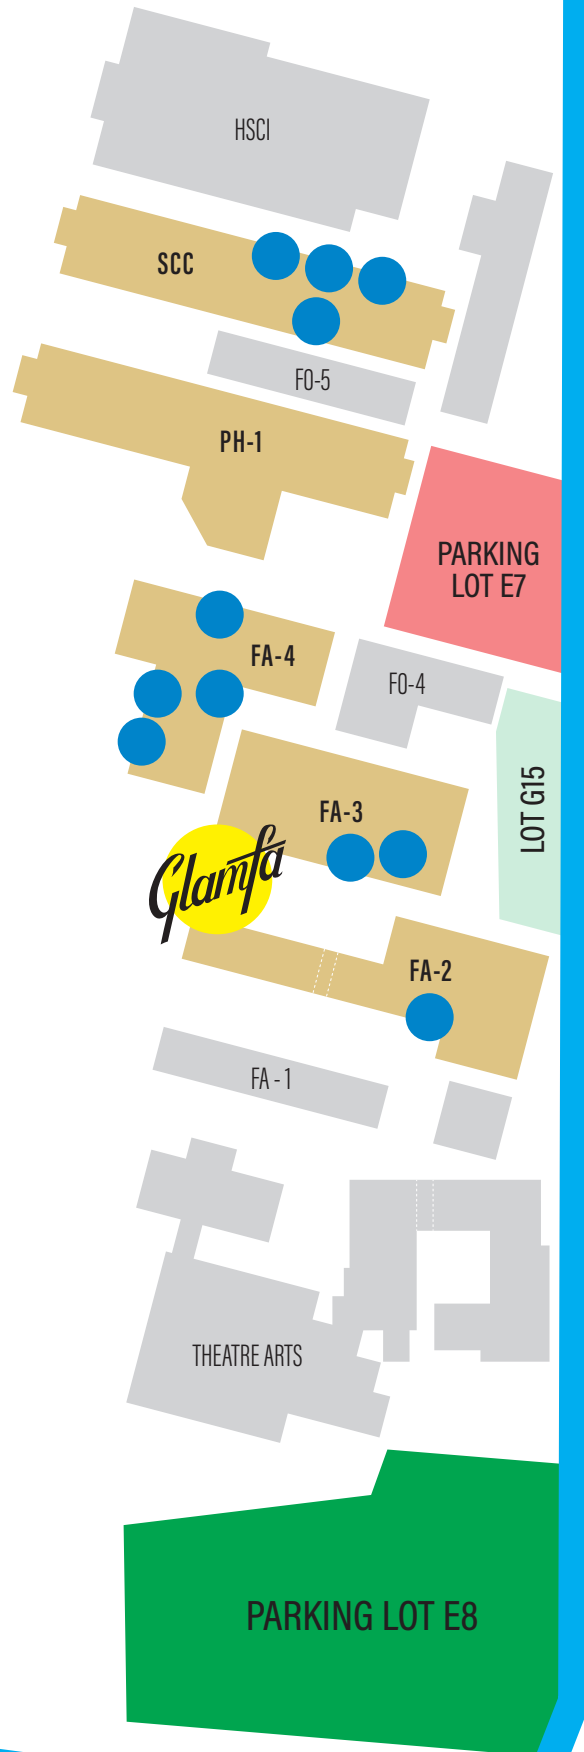 HSCI
SCC
FO-5
PH-1
PARKING
LOT E7
FA-4
FO-4
LOT G15
FA-3
Glamfa
FA-2
FA - 1
THEATRE ARTS
PARKING LOT E8